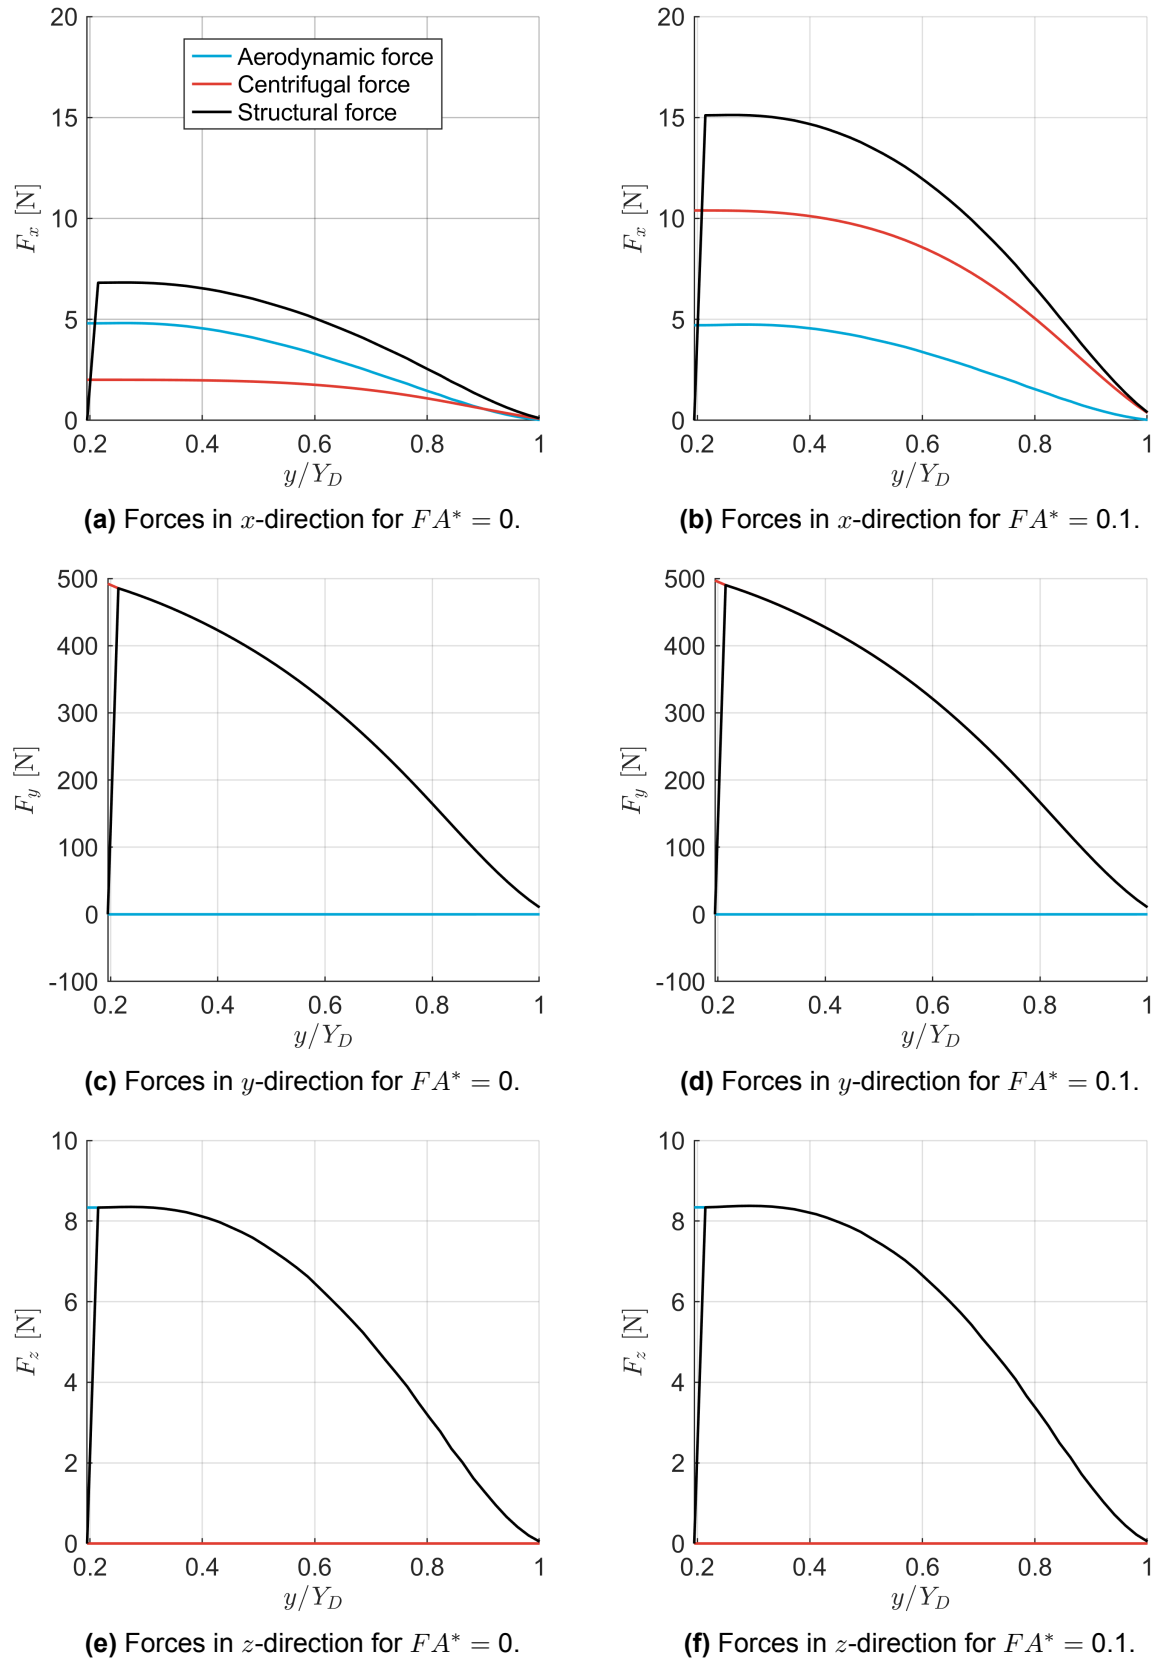 20
15
10
5
0
F_x [N]
Aerodynamic force
Centrifugal force
Structural force
0.2 0.4 0.6 0.8 1
y/Y_D
(a) Forces in x-direction for FA* = 0.
20
15
10
5
0
F_x [N]
0.2 0.4 0.6 0.8 1
y/Y_D
(b) Forces in x-direction for FA* = 0.1.
500
400
300
200
100
0
-100
F_y [N]
0.2 0.4 0.6 0.8 1
y/Y_D
(c) Forces in y-direction for FA* = 0.
500
400
300
200
100
0
-100
F_y [N]
0.2 0.4 0.6 0.8 1
y/Y_D
(d) Forces in y-direction for FA* = 0.1.
10
8
6
4
2
0
F_z [N]
0.2 0.4 0.6 0.8 1
y/Y_D
(e) Forces in z-direction for FA* = 0.
10
8
6
4
2
0
F_z [N]
0.2 0.4 0.6 0.8 1
y/Y_D
(f) Forces in z-direction for FA* = 0.1.